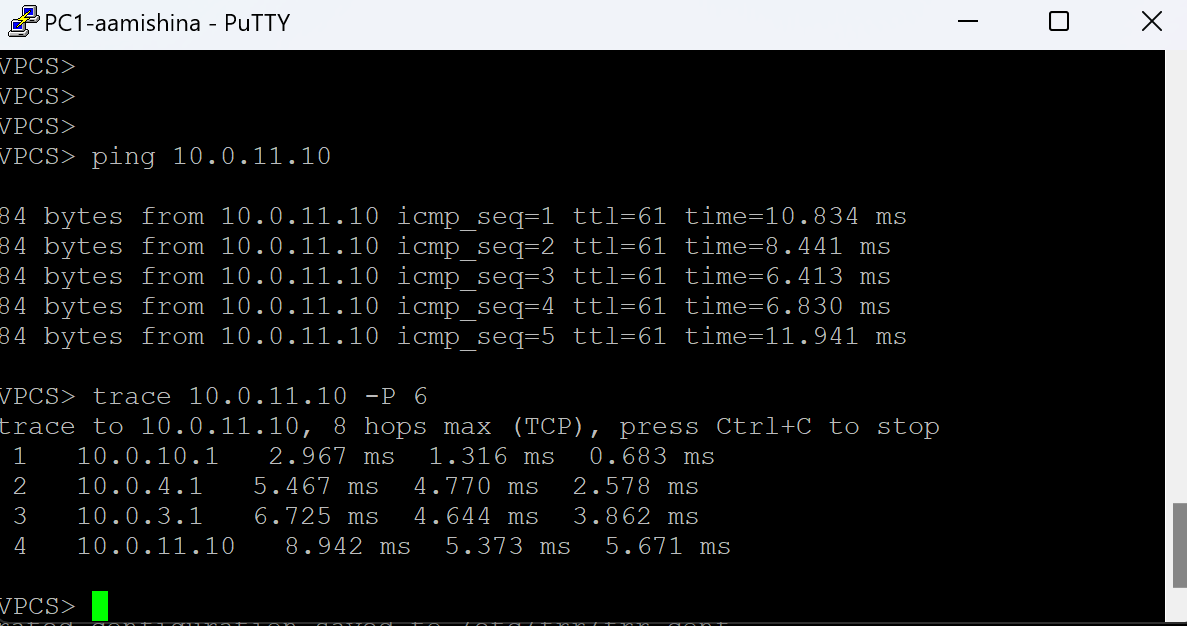 PC1-aamishina - PuTTY
VPCS>
VPCS>
VPCS>
VPCS> ping 10.0.11.10
84 bytes from 10.0.11.10 icmp_seq=1 ttl=61 time=10.834 ms
84 bytes from 10.0.11.10 icmp_seq=2 ttl=61 time=8.441 ms
84 bytes from 10.0.11.10 icmp_seq=3 ttl=61 time=6.413 ms
84 bytes from 10.0.11.10 icmp_seq=4 ttl=61 time=6.830 ms
84 bytes from 10.0.11.10 icmp_seq=5 ttl=61 time=11.941 ms
VPCS> trace 10.0.11.10 -P 6
trace to 10.0.11.10, 8 hops max (TCP), press Ctrl+C to stop
1 10.0.10.1 2.967 ms 1.316 ms 0.683 ms
2 10.0.4.1 5.467 ms 4.770 ms 2.578 ms
3 10.0.3.1 6.725 ms 4.644 ms 3.862 ms
4 10.0.11.10 8.942 ms 5.373 ms 5.671 ms
VPCS>
configuration saved to /etc/frr/frr.conf